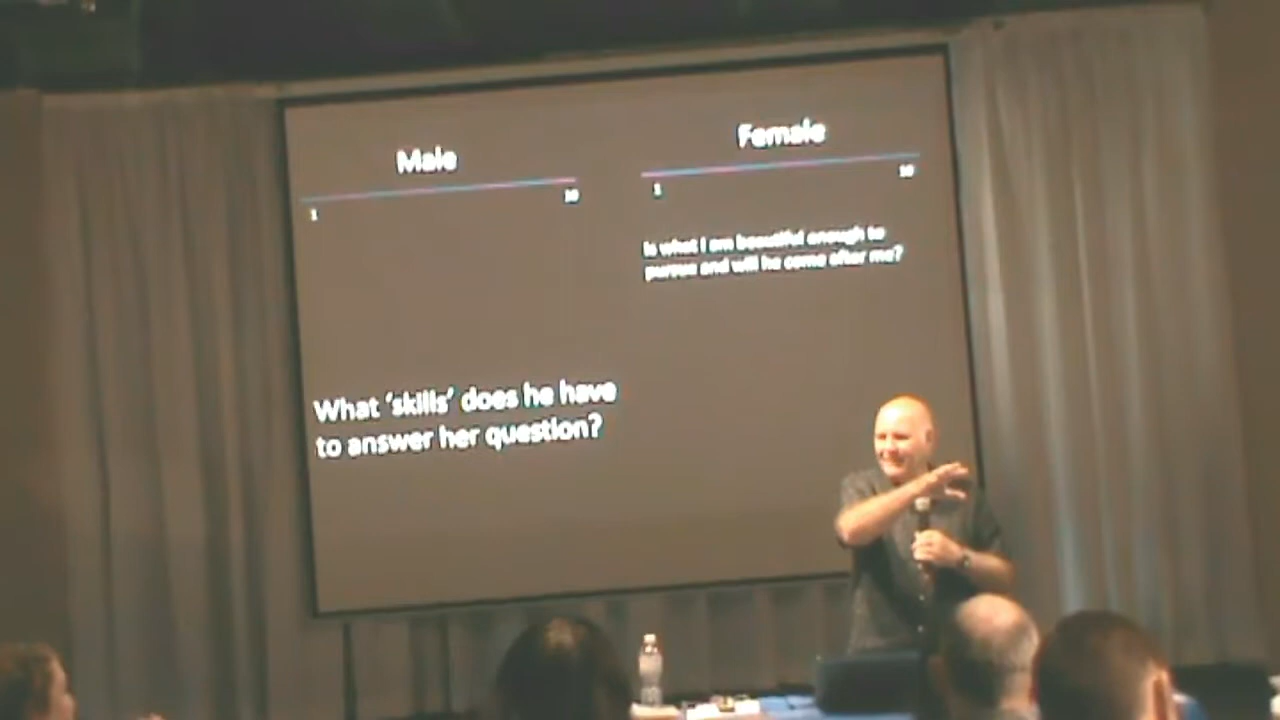 Male
1 10
What 'skills' does he have
to answer her question?
Female
1 10
Is what I am beautiful enough to
pursue and will he come after me?